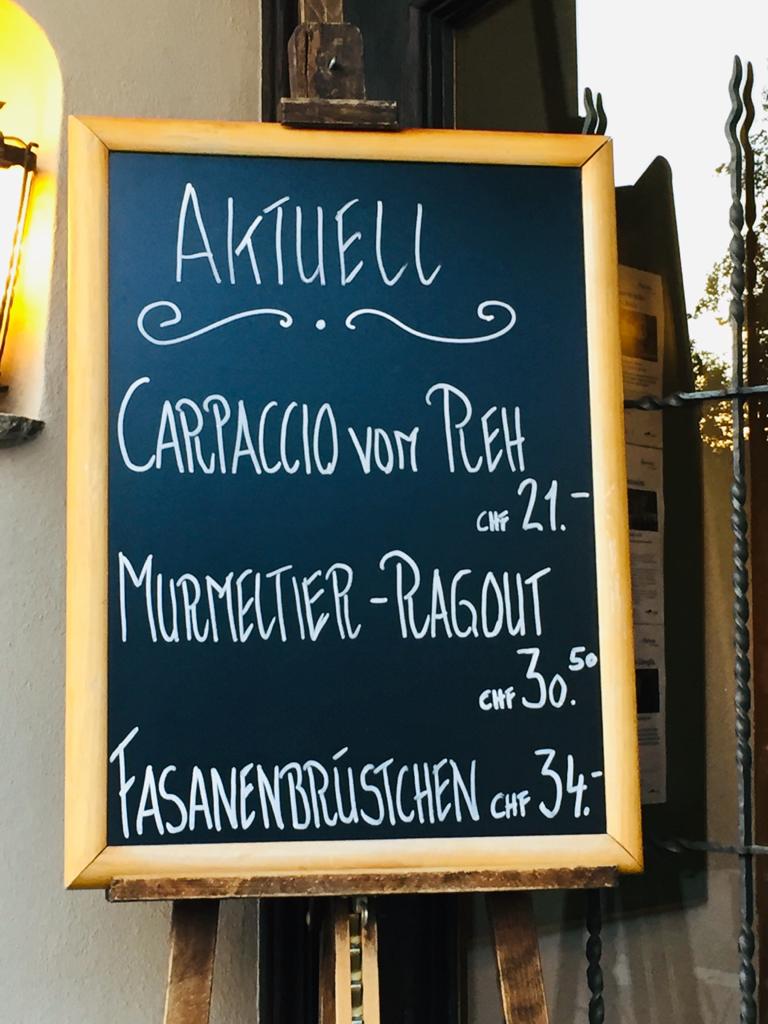 AKTUELL
CARPACCIO VOM REH
CHF 21.-
MURMELTIER-RAGOUT
CHF 30.50
FASANENBRÜSTCHEN CHF 34.-